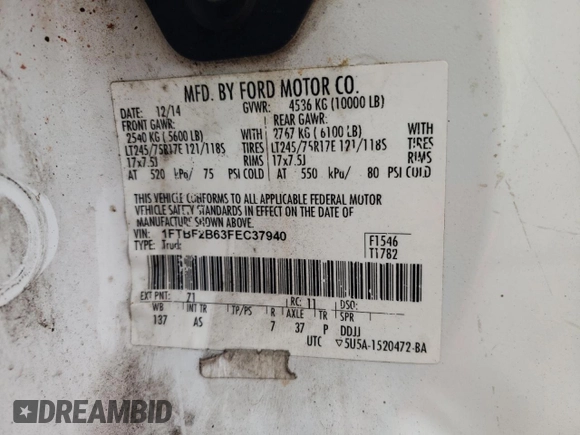 MFD. BY FORD MOTOR CO.
DATE: 12/14 GVWR: 4536 KG (10000 LB)
FRONT GAWR: REAR GAWR:
2540 KG ( 5600 LB) WITH 2767 KG ( 6100 LB) WITH
LT245/75R17E 121/118S TIRES LT245/75R17E 121/118S TIRES
17x7.5J RIMS 17x7.5J RIMS
AT 520 kPa/ 75 PSI COLD AT 550 kPa/ 80 PSI COLD
THIS VEHICLE CONFORMS TO ALL APPLICABLE FEDERAL MOTOR
VEHICLE SAFETY STANDARDS IN EFFECT ON THE DATE OF
MANUFACTURE SHOWN ABOVE.
VIN: 1FTBF2B63FEC37940 F1546
TYPE: Truck T1782
EXT PNT: 71 RC: 11 DSO:
WB INT TR TP/PS R AXLE TR SPR
137 AS 7 37 P DDJJ
UTC ▽5U5A-1520472-BA
DREAMBID